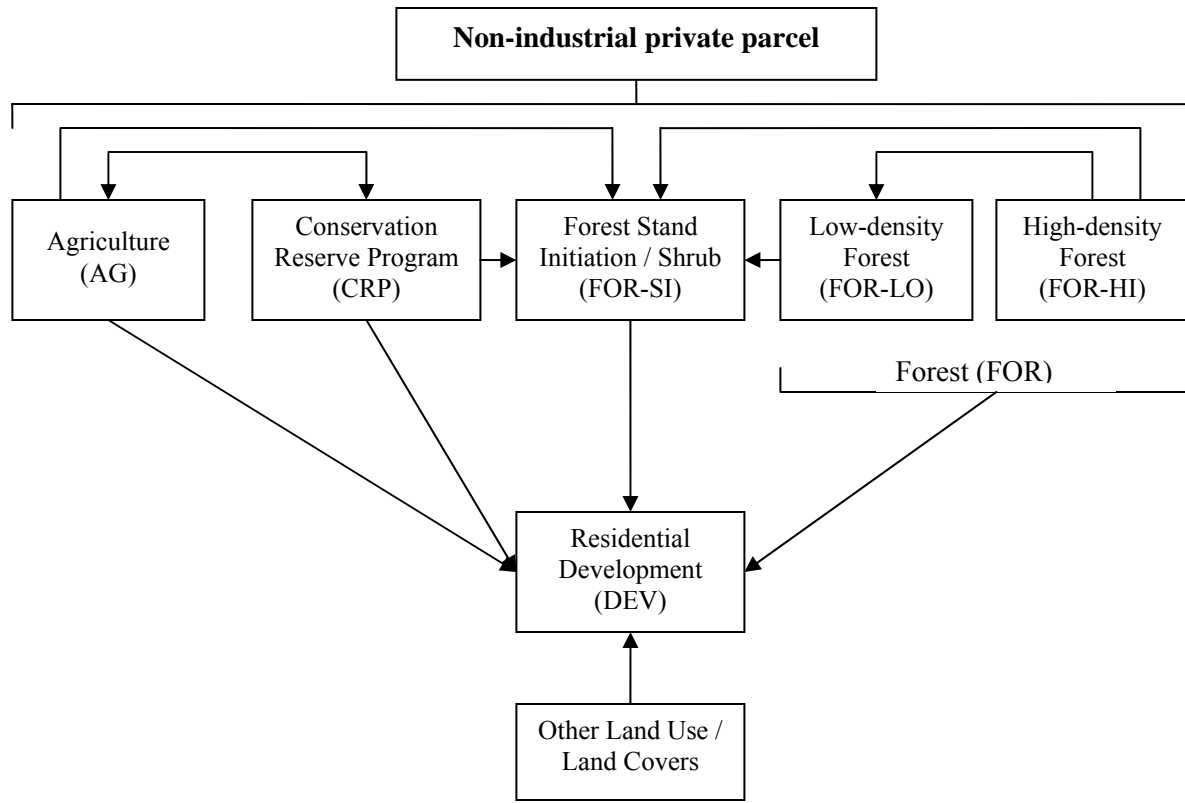 Non-industrial private parcel
Agriculture
(AG)
Conservation
Reserve Program
(CRP)
Forest Stand
Initiation / Shrub
(FOR-SI)
Low-density
Forest
(FOR-LO)
High-density
Forest
(FOR-HI)
Forest (FOR)
Residential
Development
(DEV)
Other Land Use /
Land Covers